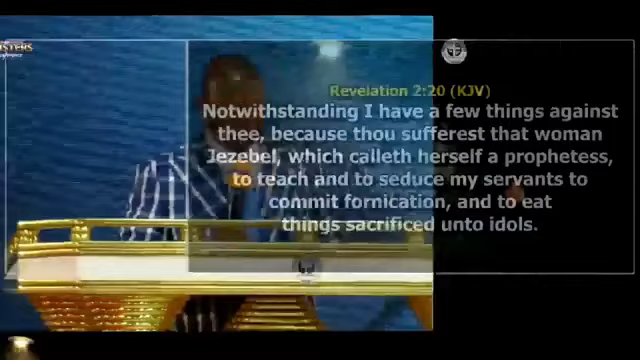 Revelation 2:20 (KJV)
Notwithstanding I have a few things against
thee, because thou sufferest that woman
Jezebel, which calleth herself a prophetess,
to teach and to seduce my servants to
commit fornication, and to eat
things sacrificed unto idols.